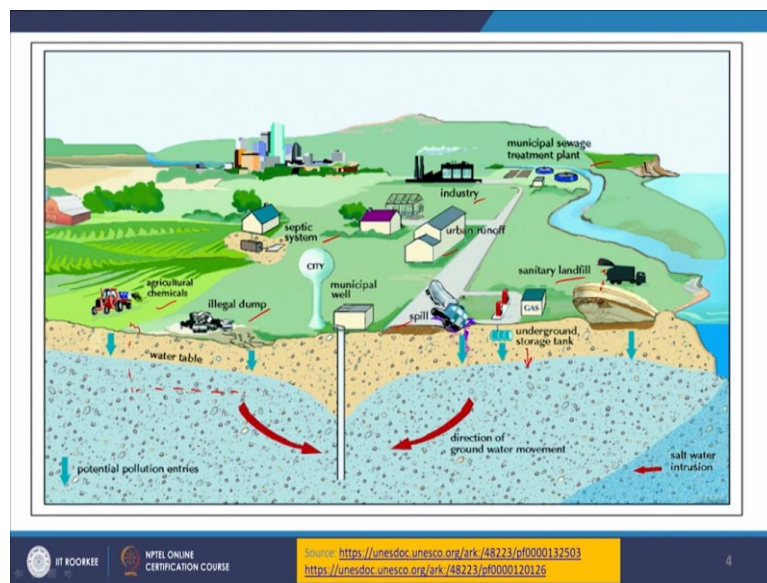 municipal sewage
treatment plant
industry
septic
system
urban runoff
CITY
sanitary landfill
agricultural
chemicals
illegal dump
municipal
well
spill
GAS
water table
underground
storage tank
direction of
ground water movement
potential pollution entries
salt water
intrusion
IIT ROORKEE
NPTEL ONLINE
CERTIFICATION COURSE
Source: https://unesdoc.unesco.org/ark:/48223/pf0000132503
https://unesdoc.unesco.org/ark:/48223/pf0000120126
4